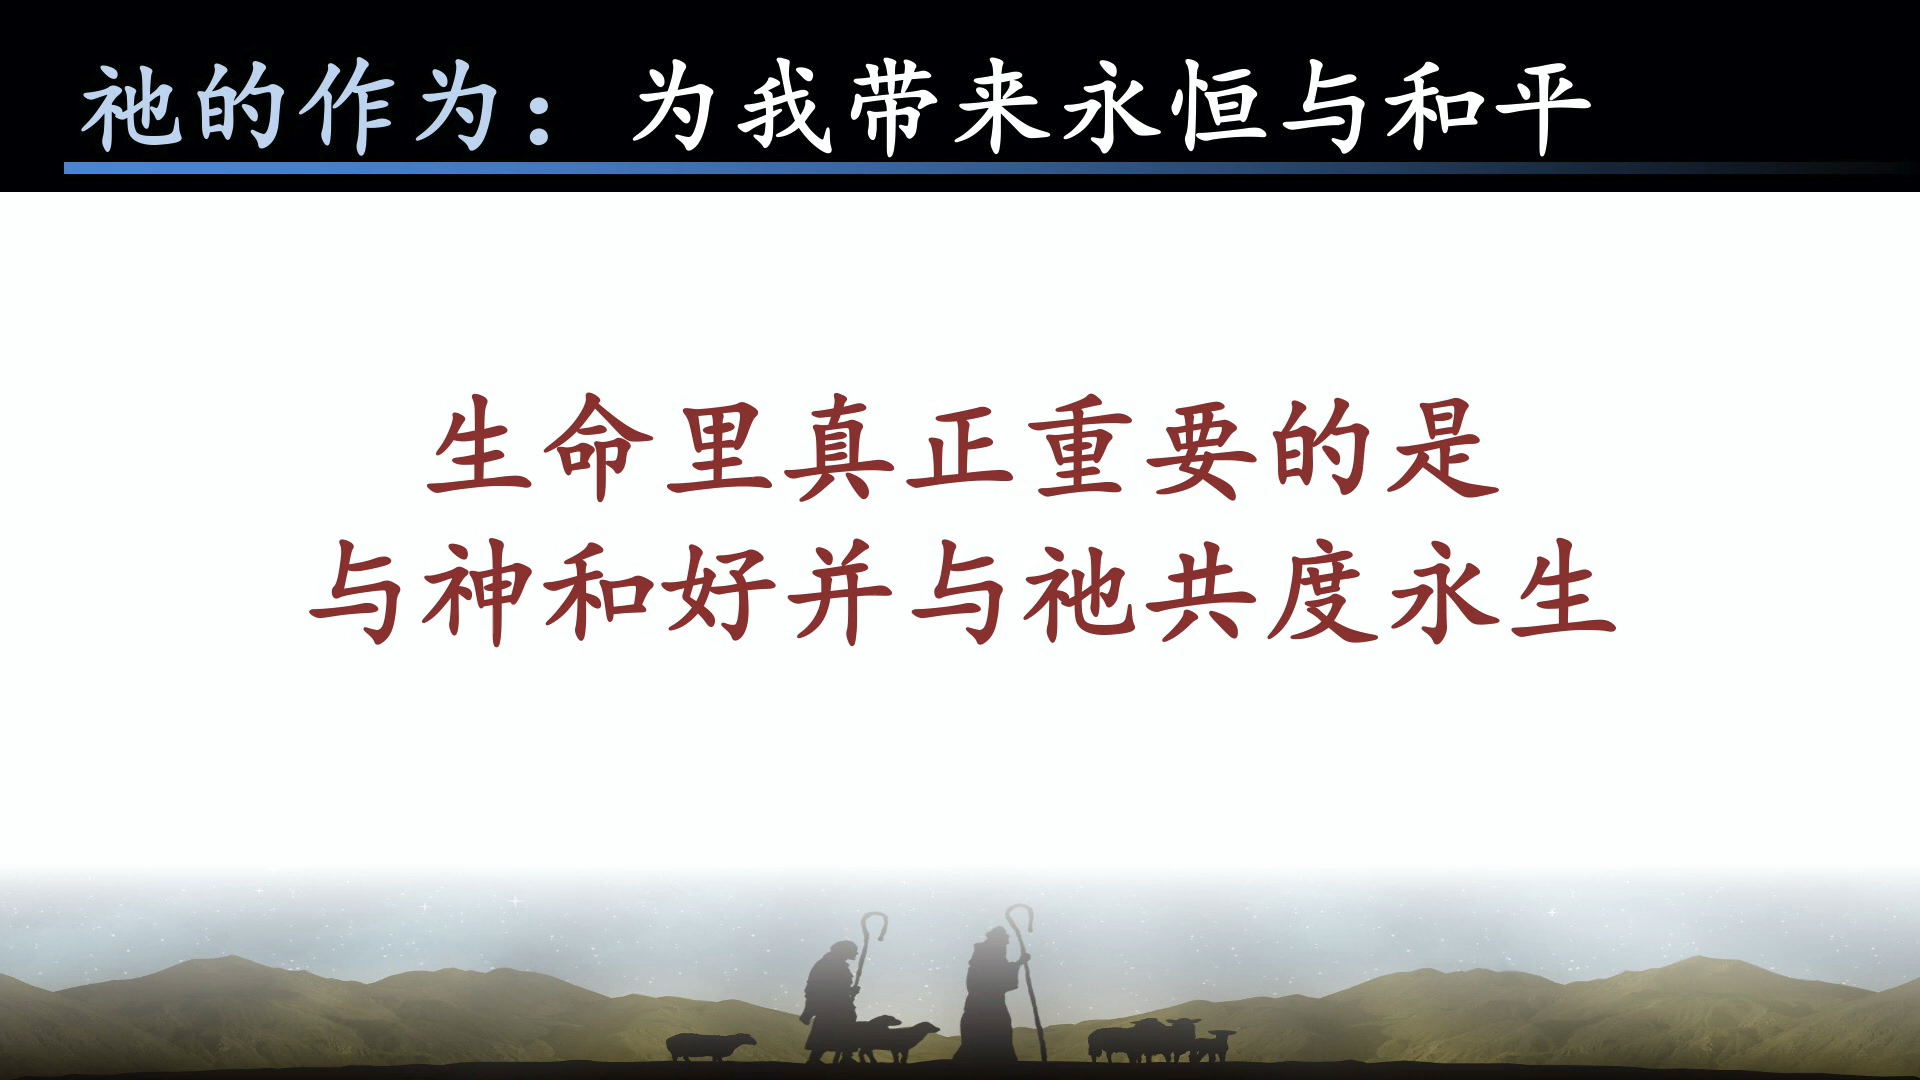 祂的作为：为我带来永恒与和平
生命里真正重要的是
与神和好并与祂共度永生